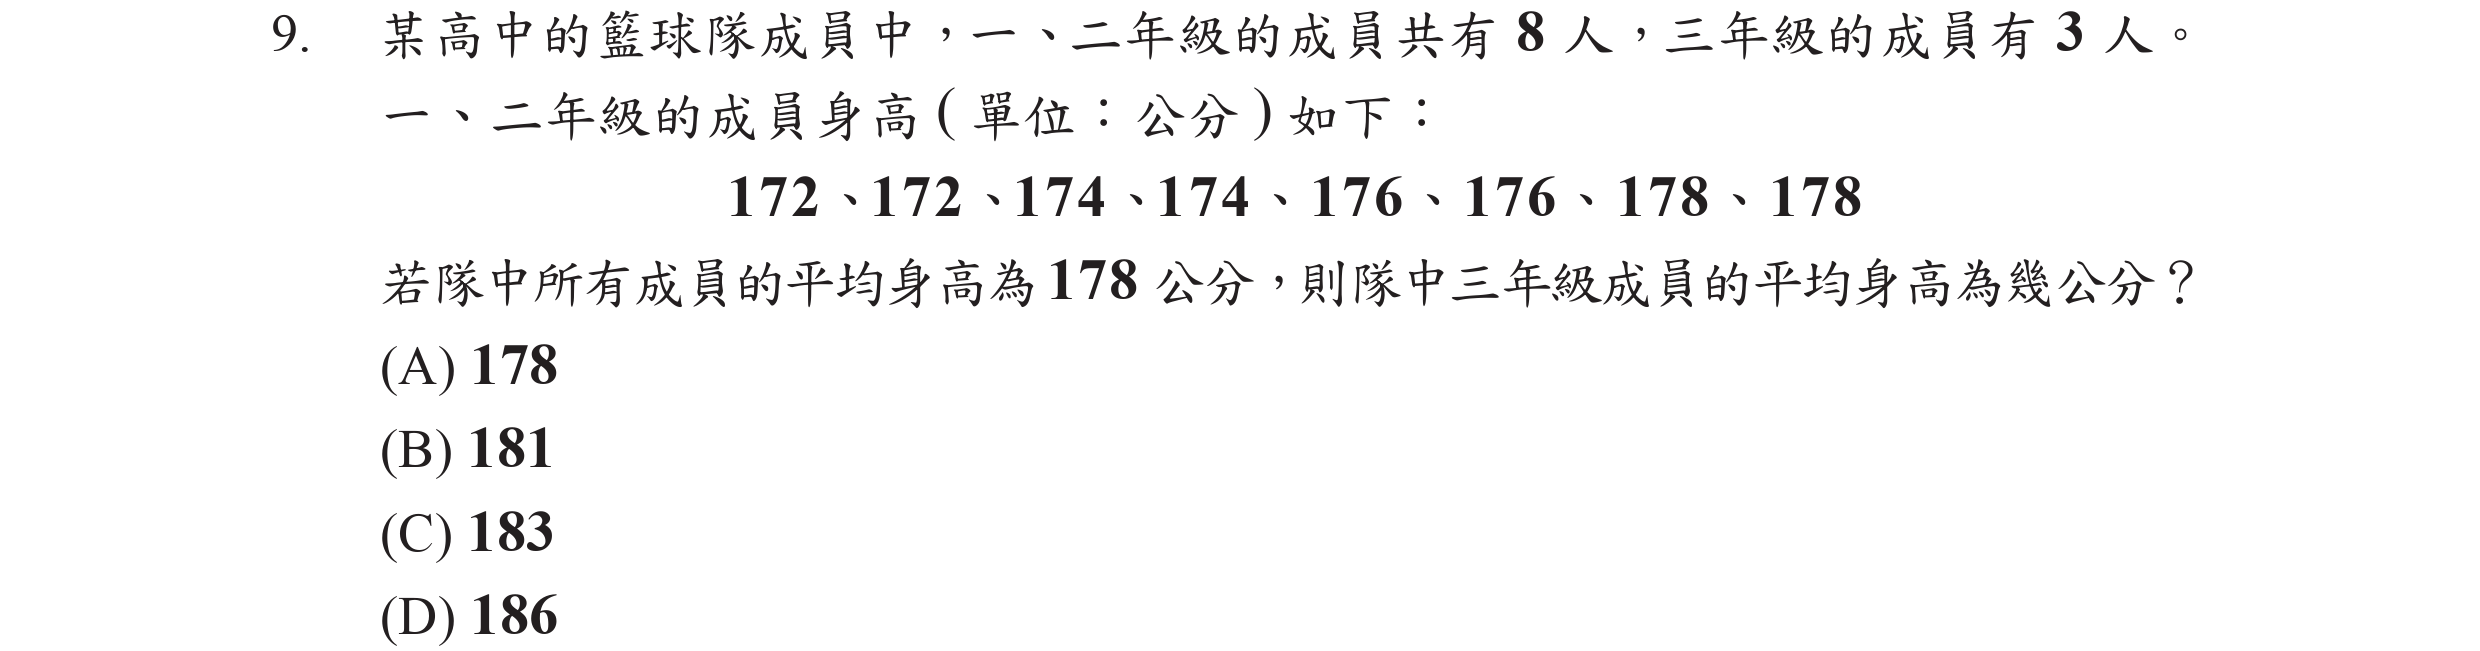 9. 某高中的籃球隊成員中，一、二年級的成員共有 8 人，三年級的成員有 3 人。
一、二年級的成員身高（單位：公分）如下：
172、172、174、174、176、176、178、178
若隊中所有成員的平均身高為 178 公分，則隊中三年級成員的平均身高為幾公分？
(A) 178
(B) 181
(C) 183
(D) 186